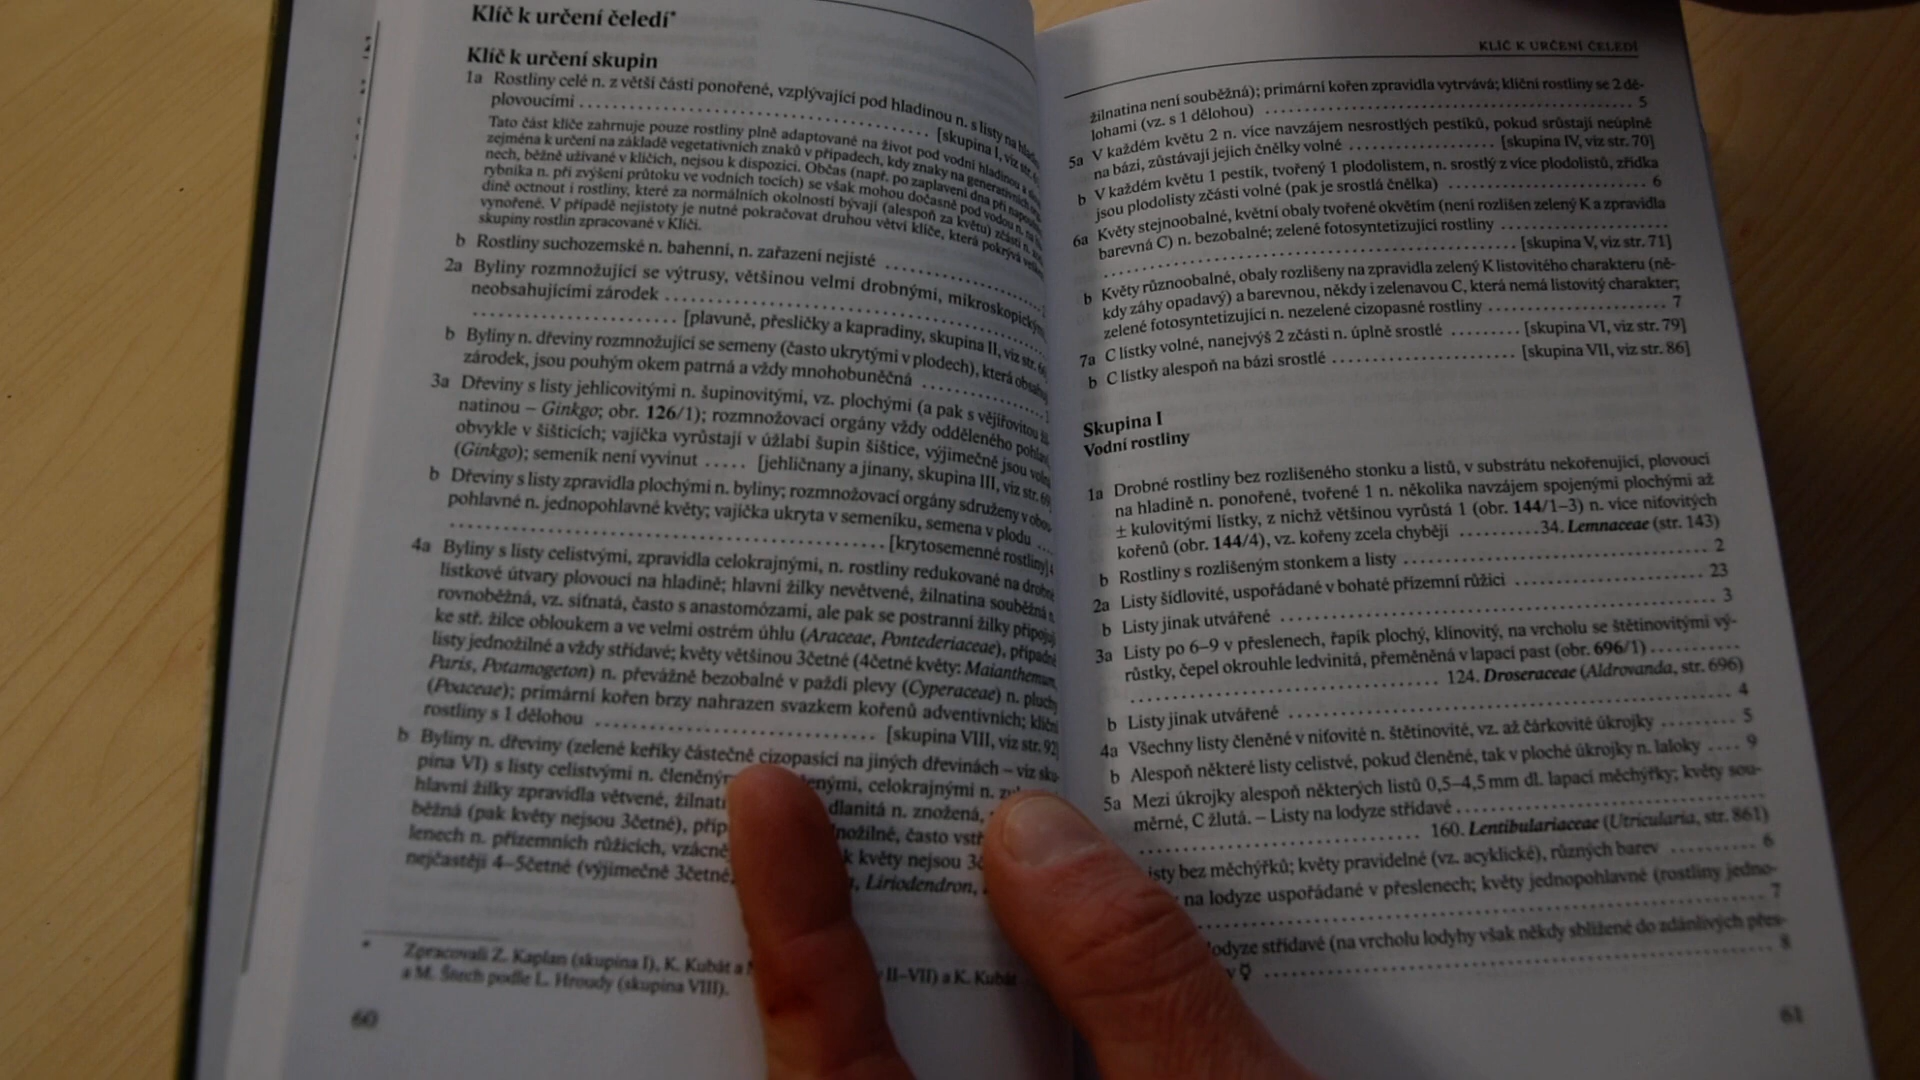 Klíč k určení čeledí*
Klíč k určení skupin
1a Rostliny celé n. z větší části ponořené, vzplývající pod hladinou n. s listy na
plovoucími ........ [skupina I, viz str.
Tato část klíče zahrnuje pouze rostliny plně adaptované na život pod vodní hladinou a
zejména k určení na základě vegetativních znaků v případech, kdy znaky na generativních
nech, běžně užívané v klíčích, nejsou k dispozici. Občas (např. po zaplavení dna při
rybníka n. při zvýšení průtoku ve vodních tocích) se však mohou dočasně pod vodou n. na
dině octnout i rostliny, které za normálních okolností bývají (alespoň za květu) zčásti n.
vynořené. V případě nejistoty je nutné pokračovat druhou větví klíče, která pokrývá
skupiny rostlin zpracované v Klíči.
b Rostliny suchozemské n. bahenní, n. zařazení nejisté ........
2a Byliny rozmnožující se výtrusy, většinou velmi drobnými, mikroskopickými,
neobsahujícími zárodek ........
........ [plavuně, přesličky a kapradiny, skupina II, viz str.
b Byliny n. dřeviny rozmnožující se semeny (často ukrytými v plodech), která
zárodek, jsou pouhým okem patrná a vždy mnohobuněčná ........
3a Dřeviny s listy jehlicovitými n. šupinovitými, vz. plochými (a pak s vějířovitou
natinou – Ginkgo; obr. 126/1); rozmnožovací orgány vždy odděleného
obvykle v šišticích; vajíčka vyrůstají v úžlabí šupin šištice, výjimečně jsou
(Ginkgo); semeník není vyvinut ..... [jehličnany a jinany, skupina III, viz str. 69
b Dřeviny s listy zpravidla plochými n. byliny; rozmnožovací orgány sdruženy v
pohlavné n. jednopohlavné květy; vajíčka ukryta v semeníku, semena v plodu ....
........ [krytosemenné rostliny]
4a Byliny s listy celistvými, zpravidla celokrajnými, n. rostliny redukované na drobné
lístkové útvary plovoucí na hladině; hlavní žilky nevětvené, žilnatina souběžná n.
rovnoběžná, vz. síťnatá, často s anastomózami, ale pak se postranní žilky připojují
ke stř. žilce obloukem a ve velmi ostrém úhlu (Araceae, Pontederiaceae), případně
listy jednožilné a vždy střídavé; květy většinou 3četné (4četné květy: Maianthemum,
Paris, Potamogeton) n. převážně bezobalné v paždí plevy (Cyperaceae) n. pluchy
(Poaceae); primární kořen brzy nahrazen svazkem kořenů adventivních; klíční
rostliny s 1 dělohou ........ [skupina VIII, viz str. 92]
b Byliny n. dřeviny (zelené keříky částečně cizopasící na jiných dřevinách – viz sku-
pina VI) s listy celistvými n. členěným enými, celokrajnými n.
hlavní žilky zpravidla větvené, žilnati dlanitá n. znožená,
běžná (pak květy nejsou 3četné), příp nožilné, často vstř
lenech n. přízemních růžicích, vzácně k květy nejsou
nejčastěji 4–5četné (výjimečně 3četné, Liriodendron,
* Zpracovali Z. Kaplan (skupina I), K. Kubát a II–VII) a K. Kubát
a M. Štech podle L. Hroudy (skupina VIII).
60
KLÍČ K URČENÍ ČELEDÍ
žilnatina není souběžná); primární kořen zpravidla vytrvává; klíční rostliny se 2 dě-
lohami (vz. s 1 dělohou) ........ 5
5a V každém květu 2 n. více navzájem nesrostlých pestíků, pokud srůstají neúplně
na bázi, zůstávají jejich čnělky volné ........ [skupina IV, viz str. 70]
b V každém květu 1 pestík, tvořený 1 plodolistem, n. srostlý z více plodolistů, zřídka
jsou plodolisty zčásti volné (pak je srostlá čnělka) ........ 6
6a Květy stejnoobalné, květní obaly tvořené okvětím (není rozlišen zelený K a zpravidla
barevná C) n. bezobalné; zelené fotosyntetizující rostliny ........
........ [skupina V, viz str. 71]
b Květy různoobalné, obaly rozlišeny na zpravidla zelený K listovitého charakteru (ně-
kdy záhy opadavý) a barevnou, někdy i zelenavou C, která nemá listovitý charakter;
zelené fotosyntetizující n. nezelené cizopasné rostliny ........ 7
7a C lístky volné, nanejvýš 2 zčásti n. úplně srostlé ........ [skupina VI, viz str. 79]
b C lístky alespoň na bázi srostlé ........ [skupina VII, viz str. 86]
Skupina I
Vodní rostliny
1a Drobné rostliny bez rozlišeného stonku a listů, v substrátu nekořenující, plovoucí
na hladině n. ponořené, tvořené 1 n. několika navzájem spojenými plochými až
± kulovitými lístky, z nichž většinou vyrůstá 1 (obr. 144/1–3) n. více niťovitých
kořenů (obr. 144/4), vz. kořeny zcela chybějí ........ 34. Lemnaceae (str. 143)
b Rostliny s rozlišeným stonkem a listy ........ 2
2a Listy šídlovité, uspořádané v bohaté přízemní růžici ........ 23
b Listy jinak utvářené ........ 3
3a Listy po 6–9 v přeslenech, řapík plochý, klínovitý, na vrcholu se štětinovitými vý-
růstky, čepel okrouhle ledvinitá, přeměněná v lapací past (obr. 696/1) ........
........ 124. Droseraceae (Aldrovanda, str. 696)
b Listy jinak utvářené ........ 4
4a Všechny listy členěné v niťovité n. štětinovité, vz. až čárkovité úkrojky ........ 5
b Alespoň některé listy celistvé, pokud členěné, tak v ploché úkrojky n. laloky .... 9
5a Mezi úkrojky alespoň některých listů 0,5–4,5 mm dl. lapací měchýřky; květy sou-
měrné, C žlutá. – Listy na lodyze střídavé ........
........ 160. Lentibulariaceae (Utricularia, str. 861)
isty bez měchýřků; květy pravidelné (vz. acyklické), různých barev ........ 6
na lodyze uspořádané v přeslenech; květy jednopohlavné (rostliny jedno-
........ 7
lodyze střídavé (na vrcholu lodyhy však někdy sblížené do zdánlivých přes-
v ⚥ ........ 8
61